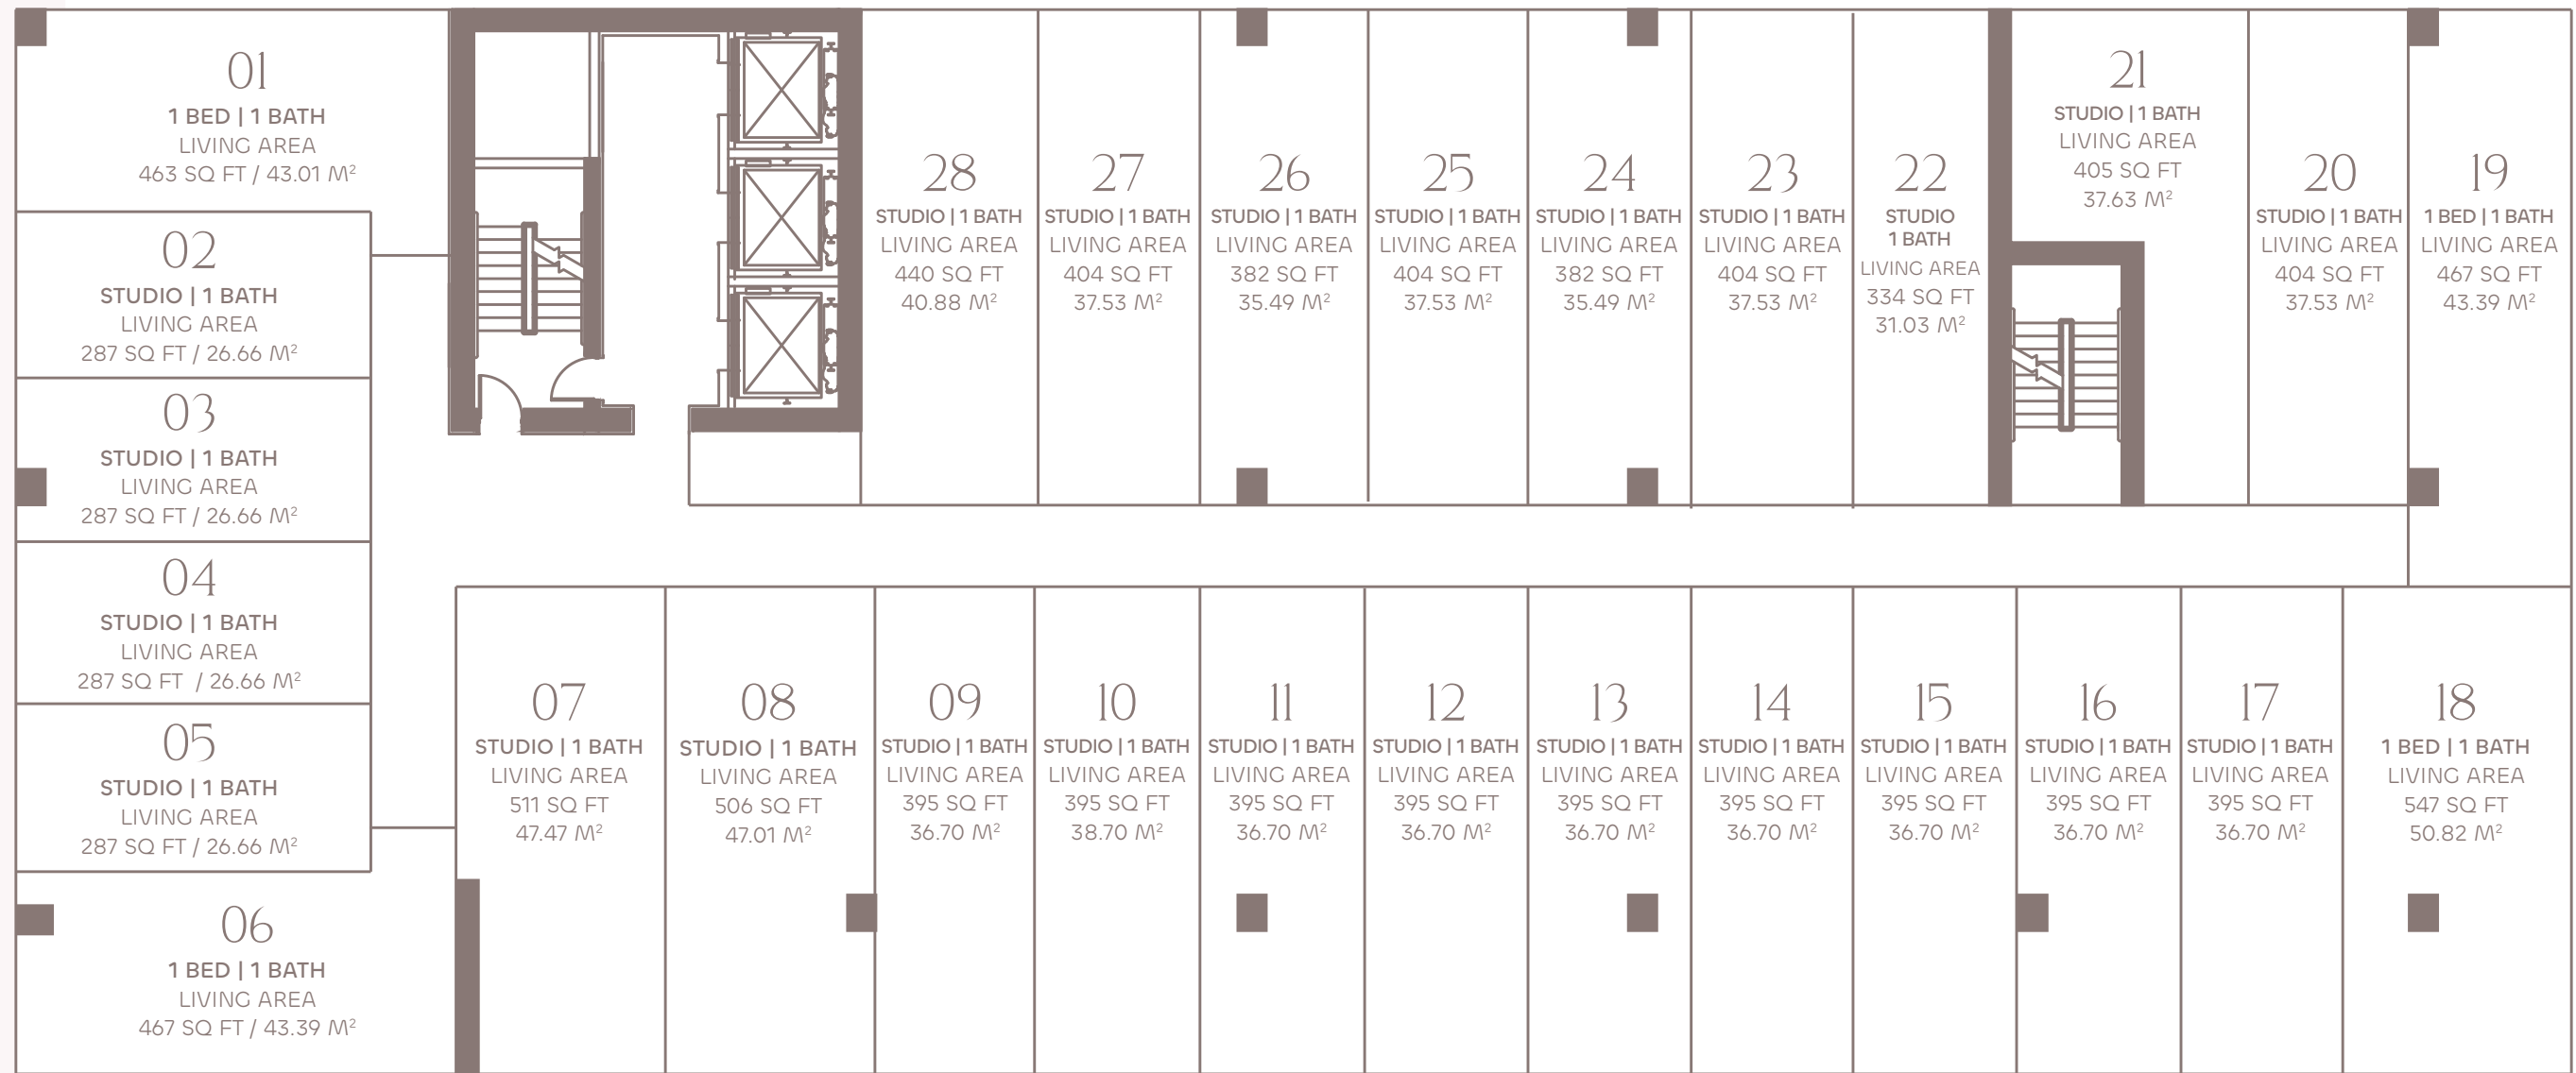 01
1 BED | 1 BATH
LIVING AREA
463 SQ FT / 43.01 M²
02
STUDIO | 1 BATH
LIVING AREA
287 SQ FT / 26.66 M²
03
STUDIO | 1 BATH
LIVING AREA
287 SQ FT / 26.66 M²
04
STUDIO | 1 BATH
LIVING AREA
287 SQ FT / 26.66 M²
05
STUDIO | 1 BATH
LIVING AREA
287 SQ FT / 26.66 M²
06
1 BED | 1 BATH
LIVING AREA
467 SQ FT / 43.39 M²
28
STUDIO | 1 BATH
LIVING AREA
440 SQ FT
40.88 M²
27
STUDIO | 1 BATH
LIVING AREA
404 SQ FT
37.53 M²
26
STUDIO | 1 BATH
LIVING AREA
382 SQ FT
35.49 M²
25
STUDIO | 1 BATH
LIVING AREA
404 SQ FT
37.53 M²
24
STUDIO | 1 BATH
LIVING AREA
382 SQ FT
35.49 M²
23
STUDIO | 1 BATH
LIVING AREA
404 SQ FT
37.53 M²
22
STUDIO
1 BATH
LIVING AREA
334 SQ FT
31.03 M²
21
STUDIO | 1 BATH
LIVING AREA
405 SQ FT
37.63 M²
20
STUDIO | 1 BATH
LIVING AREA
404 SQ FT
37.53 M²
19
1 BED | 1 BATH
LIVING AREA
467 SQ FT
43.39 M²
07
STUDIO | 1 BATH
LIVING AREA
511 SQ FT
47.47 M²
08
STUDIO | 1 BATH
LIVING AREA
506 SQ FT
47.01 M²
09
STUDIO | 1 BATH
LIVING AREA
395 SQ FT
36.70 M²
10
STUDIO | 1 BATH
LIVING AREA
395 SQ FT
38.70 M²
11
STUDIO | 1 BATH
LIVING AREA
395 SQ FT
36.70 M²
12
STUDIO | 1 BATH
LIVING AREA
395 SQ FT
36.70 M²
13
STUDIO | 1 BATH
LIVING AREA
395 SQ FT
36.70 M²
14
STUDIO | 1 BATH
LIVING AREA
395 SQ FT
36.70 M²
15
STUDIO | 1 BATH
LIVING AREA
395 SQ FT
36.70 M²
16
STUDIO | 1 BATH
LIVING AREA
395 SQ FT
36.70 M²
17
STUDIO | 1 BATH
LIVING AREA
395 SQ FT
36.70 M²
18
1 BED | 1 BATH
LIVING AREA
547 SQ FT
50.82 M²